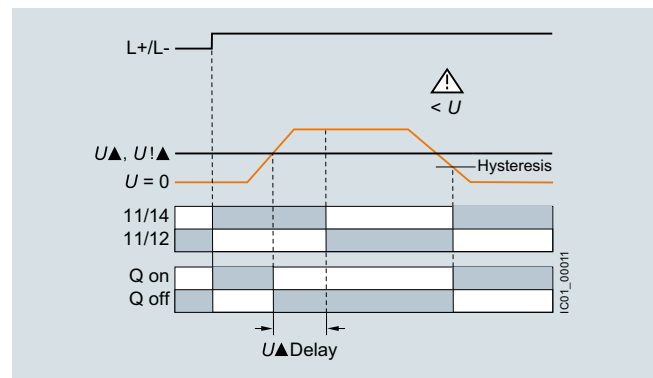 L+/L-
< U
U▲, U!▲
Hysteresis
U = 0
11/14
11/12
Q on
Q off
IC01_00011
U▲Delay